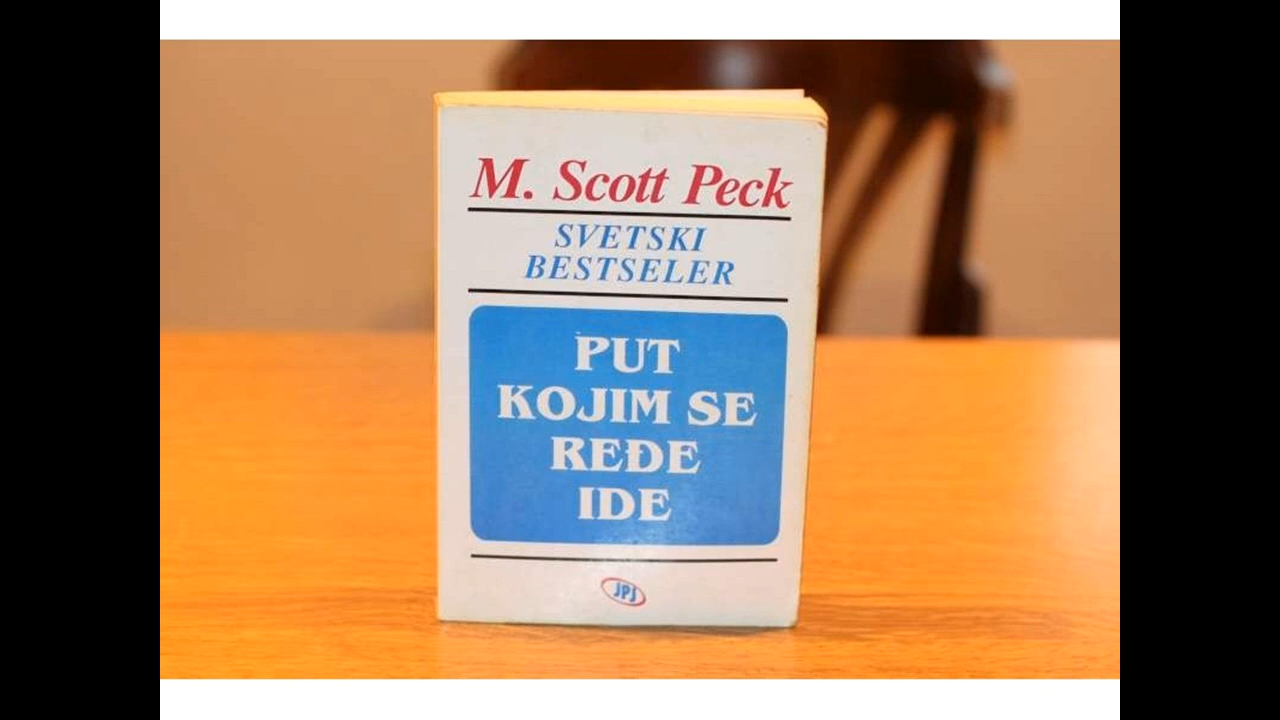 M. Scott Peck
SVETSKI
BESTSELER
PUT
KOJIM SE
REĐE
IDE
JPJ